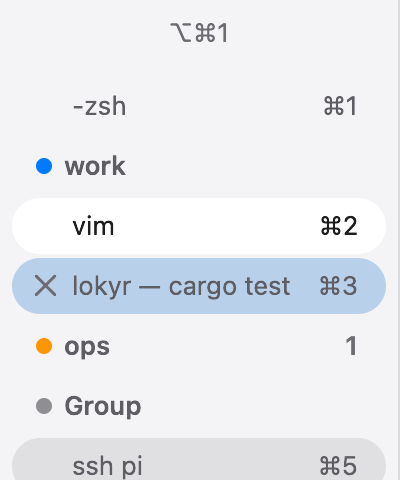 ⌥⌘1
-zsh ⌘1
work
vim ⌘2
lokyr — cargo test ⌘3
ops 1
Group
ssh pi ⌘5